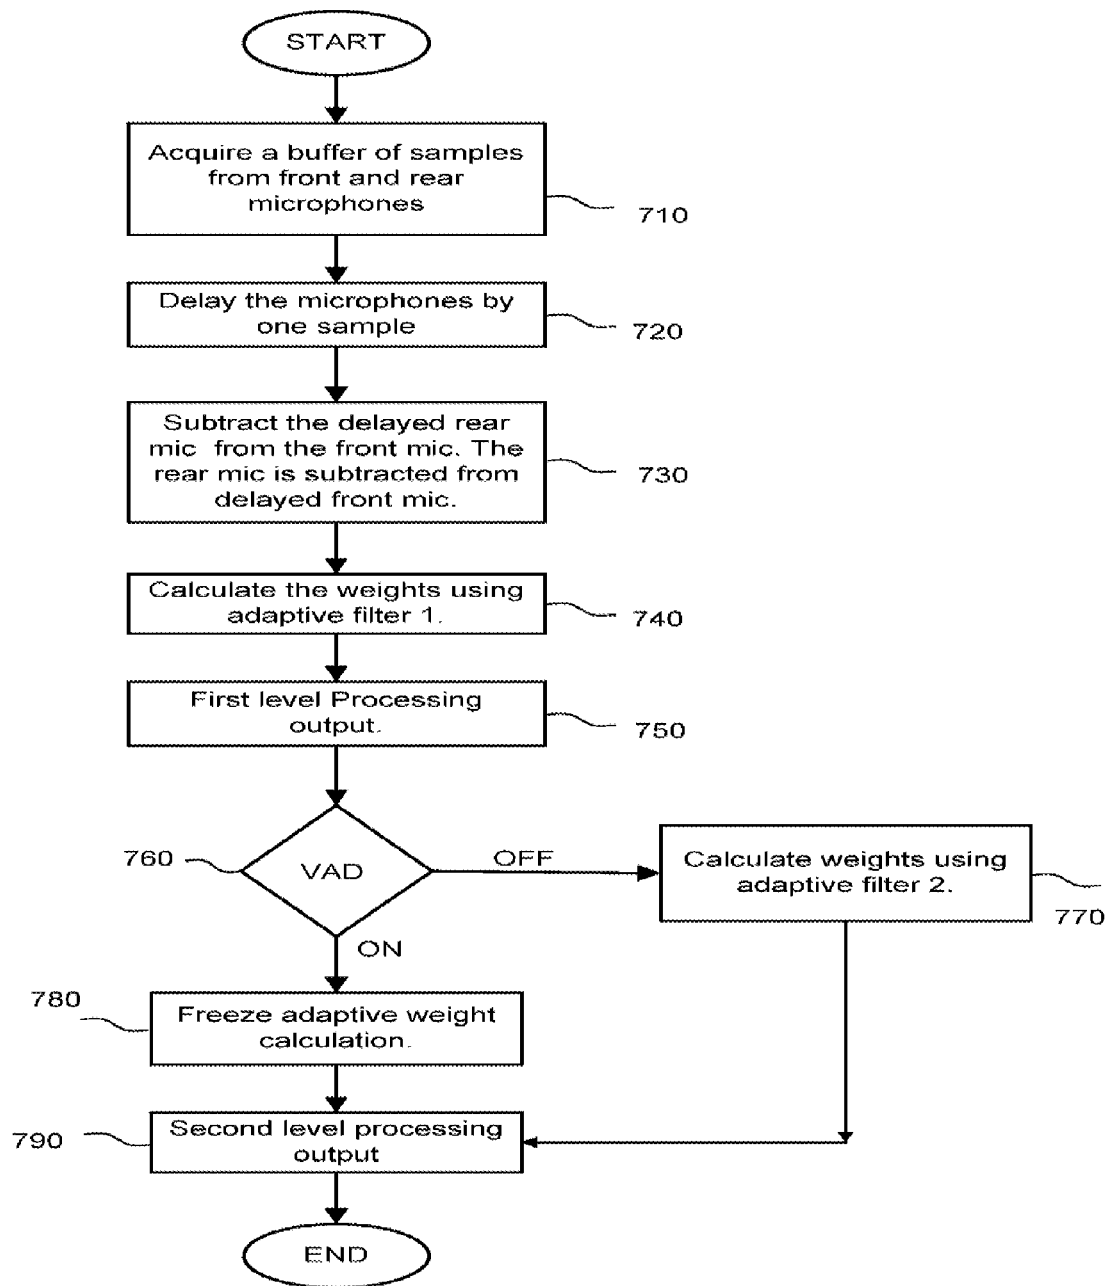 START
Acquire a buffer of samples
from front and rear
microphones
710
Delay the microphones by
one sample
720
Subtract the delayed rear
mic from the front mic. The
rear mic is subtracted from
delayed front mic.
730
Calculate the weights using
adaptive filter 1.
740
First level Processing
output.
750
760
VAD
OFF
Calculate weights using
adaptive filter 2.
770
ON
780
Freeze adaptive weight
calculation.
790
Second level processing
output
END